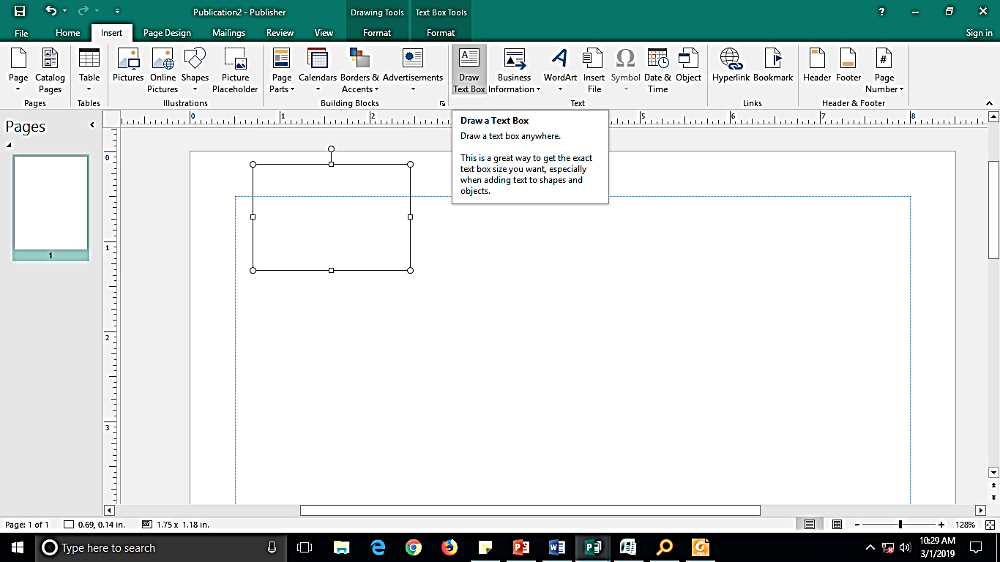 Publication2 - Publisher
Drawing Tools
Text Box Tools
?
File
Home
Insert
Page Design
Mailings
Review
View
Format
Format
Sign in
Page
Catalog Pages
Table
Pictures
Online Pictures
Shapes
Picture Placeholder
Page Parts
Calendars
Borders & Accents
Advertisements
Draw Text Box
Business Information
WordArt
Insert File
Symbol
Date & Time
Object
Hyperlink
Bookmark
Header
Footer
Page Number
Pages
Tables
Illustrations
Building Blocks
Text
Links
Header & Footer
Pages
0 1 2 5 6 7 8
Draw a Text Box
Draw a text box anywhere.
This is a great way to get the exact
text box size you want, especially
when adding text to shapes and
objects.
0
1
2
3
1
Page: 1 of 1
0.69, 0.14 in.
1.75 x 1.18 in.
128%
Type here to search
10:29 AM
3/1/2019